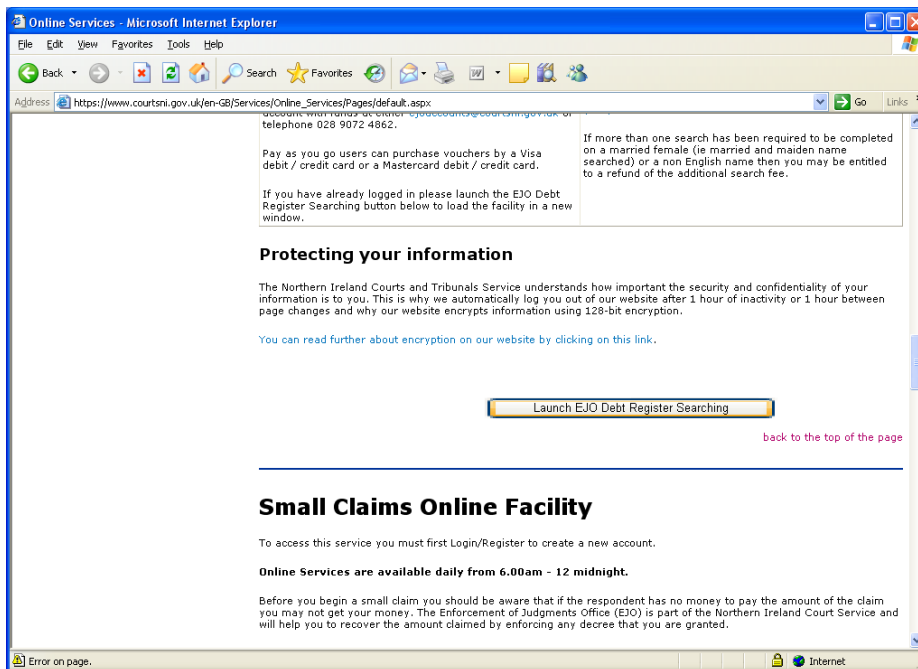 Online Services - Microsoft Internet Explorer
File Edit View Favorites Tools Help
Back Search Favorites
Address https://www.courtsni.gov.uk/en-GB/Services/Online_Services/Pages/default.aspx Go Links
account with funds at either ejoaccounts@courtsni.gov.uk or
telephone 028 9072 4862.
Pay as you go users can purchase vouchers by a Visa
debit / credit card or a Mastercard debit / credit card.
If you have already logged in please launch the EJO Debt
Register Searching button below to load the facility in a new
window.
If more than one search has been required to be completed
on a married female (ie married and maiden name
searched) or a non English name then you may be entitled
to a refund of the additional search fee.
Protecting your information
The Northern Ireland Courts and Tribunals Service understands how important the security and confidentiality of your
information is to you. This is why we automatically log you out of our website after 1 hour of inactivity or 1 hour between
page changes and why our website encrypts information using 128-bit encryption.
You can read further about encryption on our website by clicking on this link.
Launch EJO Debt Register Searching
back to the top of the page
Small Claims Online Facility
To access this service you must first Login/Register to create a new account.
Online Services are available daily from 6.00am - 12 midnight.
Before you begin a small claim you should be aware that if the respondent has no money to pay the amount of the claim
you may not get your money. The Enforcement of Judgments Office (EJO) is part of the Northern Ireland Court Service and
will help you to recover the amount claimed by enforcing any decree that you are granted.
Error on page.
Internet